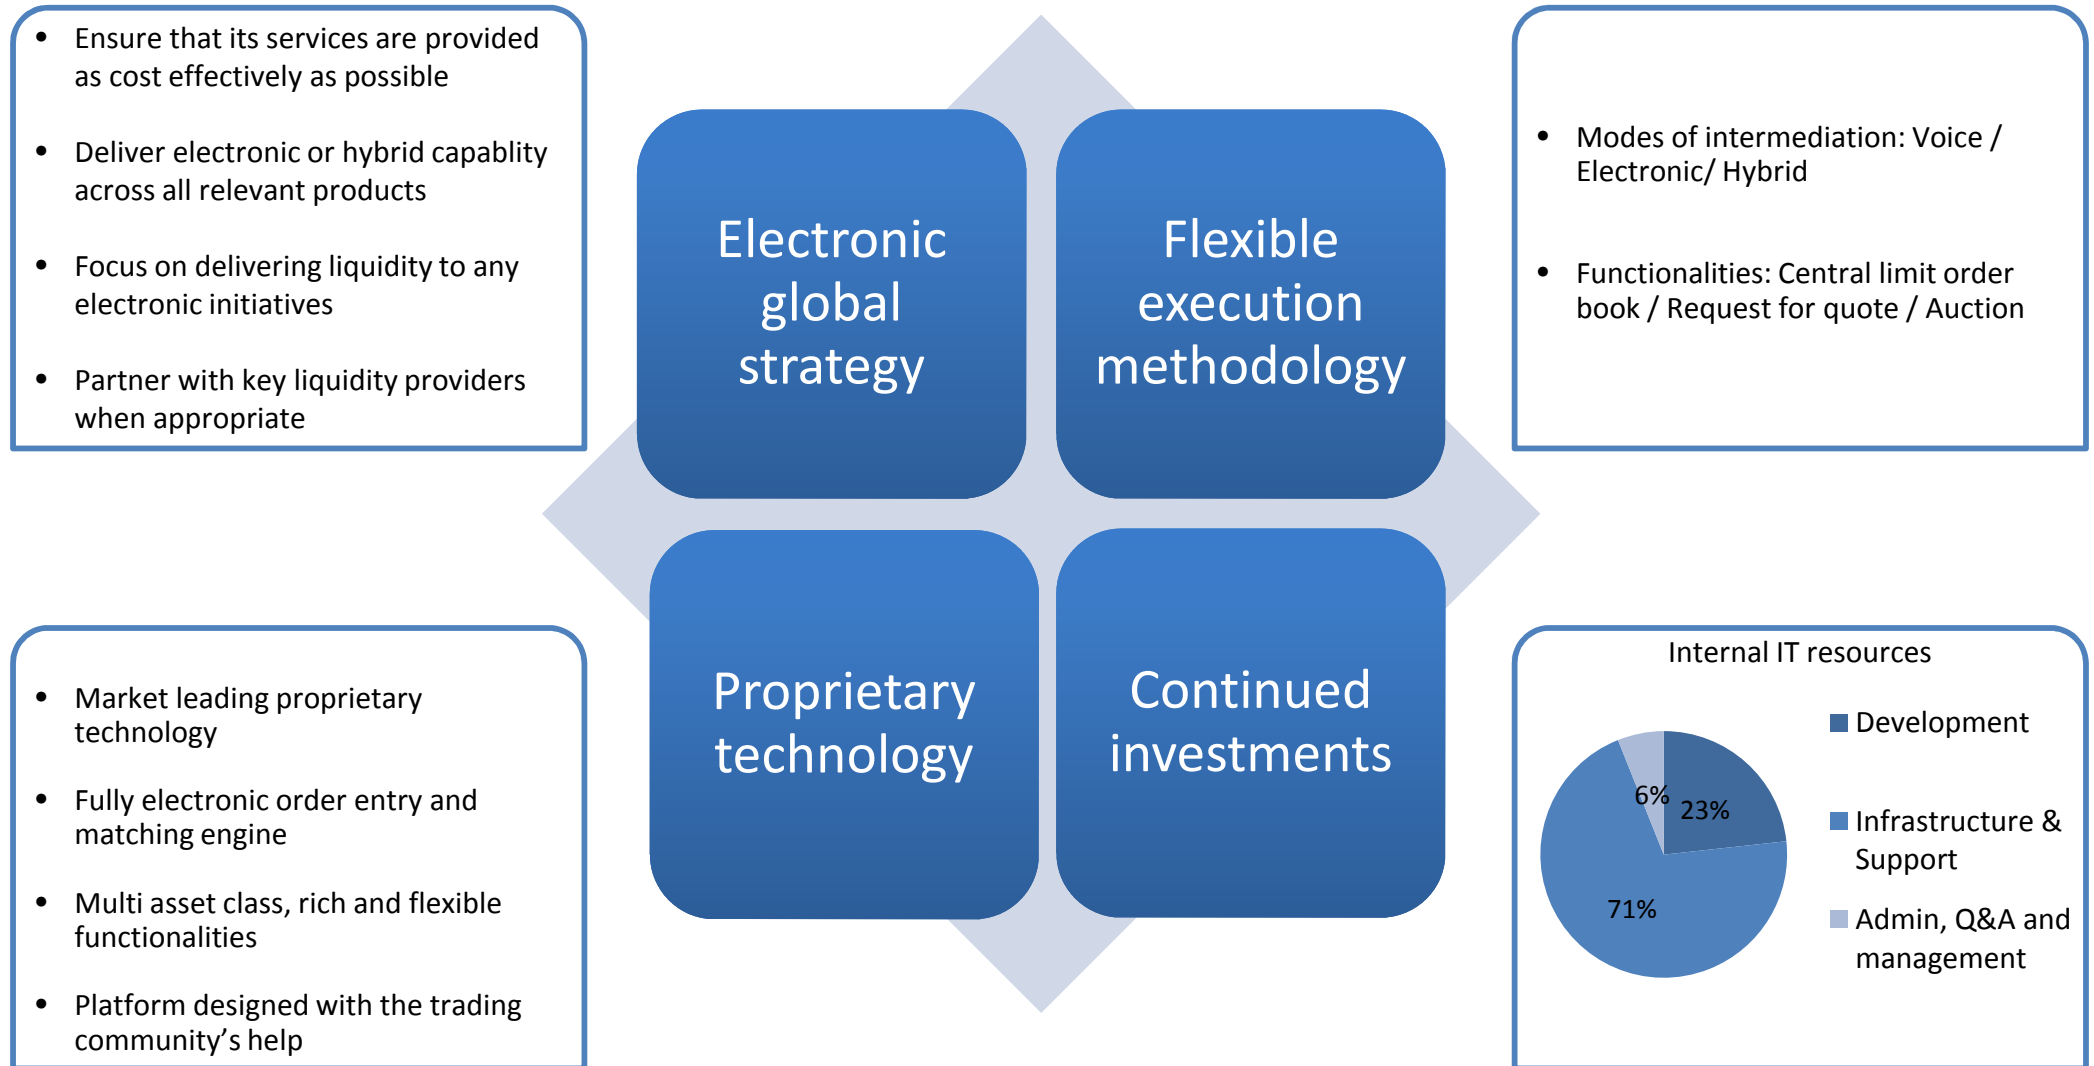 • Ensure that its services are provided
as cost effectively as possible
• Deliver electronic or hybrid capablity
across all relevant products
• Focus on delivering liquidity to any
electronic initiatives
• Partner with key liquidity providers
when appropriate
Electronic
global
strategy
Flexible
execution
methodology
• Modes of intermediation: Voice /
Electronic/ Hybrid
• Functionalities: Central limit order
book / Request for quote / Auction
• Market leading proprietary
technology
• Fully electronic order entry and
matching engine
• Multi asset class, rich and flexible
functionalities
• Platform designed with the trading
community’s help
Proprietary
technology
Continued
investments
Internal IT resources
6%
23%
71%
Development
Infrastructure &
Support
Admin, Q&A and
management